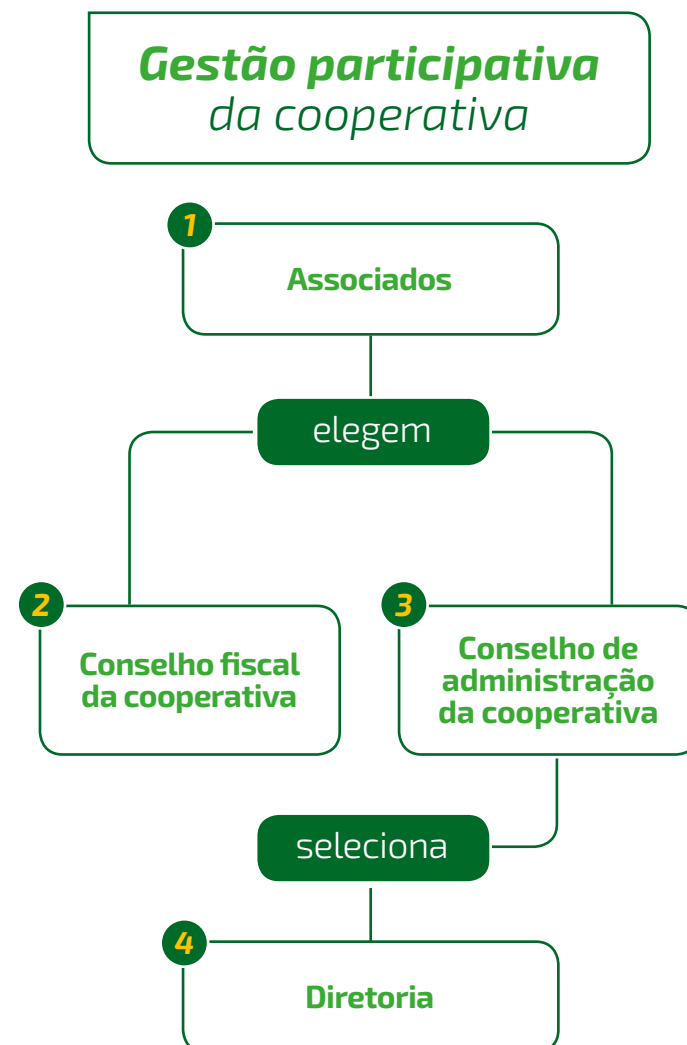 Gestão participativa
da cooperativa
1
Associados
elegem
2
Conselho fiscal
da cooperativa
3
Conselho de
administração
da cooperativa
seleciona
4
Diretoria